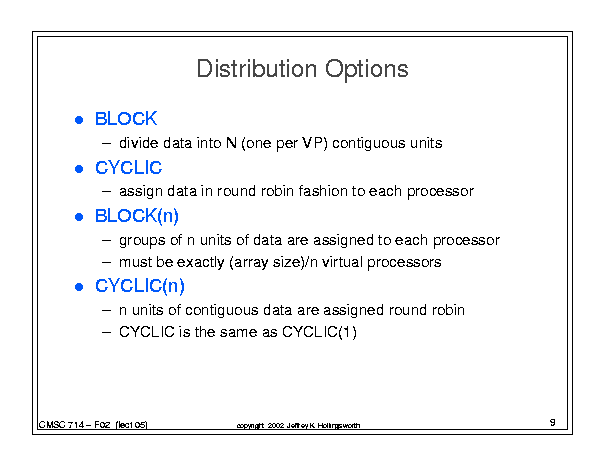 Distribution Options
● BLOCK
– divide data into N (one per VP) contiguous units
● CYCLIC
– assign data in round robin fashion to each processor
● BLOCK(n)
– groups of n units of data are assigned to each processor
– must be exactly (array size)/n virtual processors
● CYCLIC(n)
– n units of contiguous data are assigned round robin
– CYCLIC is the same as CYCLIC(1)
CMSC 714 – F02 (lect 05)
copyright 2002 Jeffrey K. Hollingsworth
9